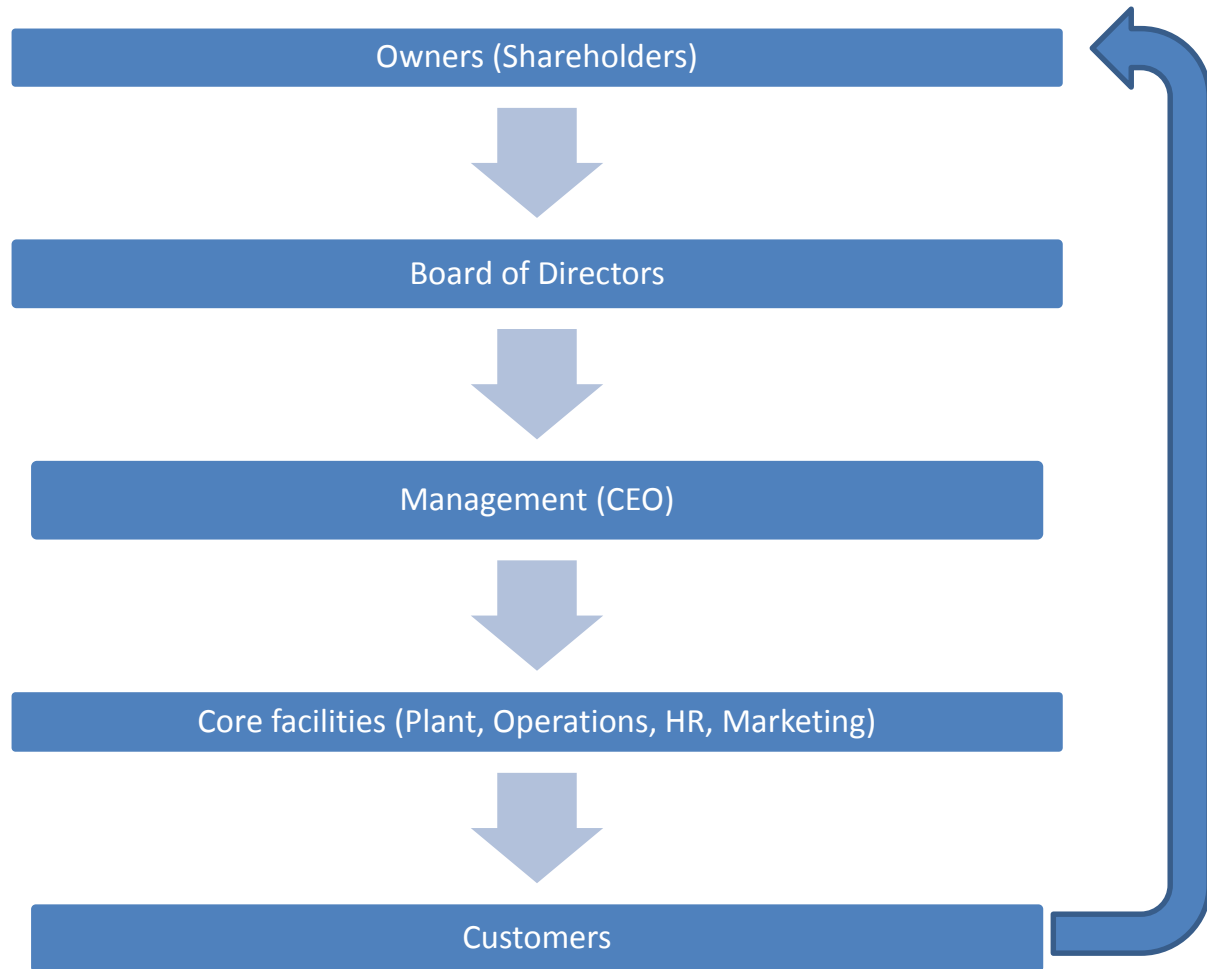 Owners (Shareholders)
Board of Directors
Management (CEO)
Core facilities (Plant, Operations, HR, Marketing)
Customers